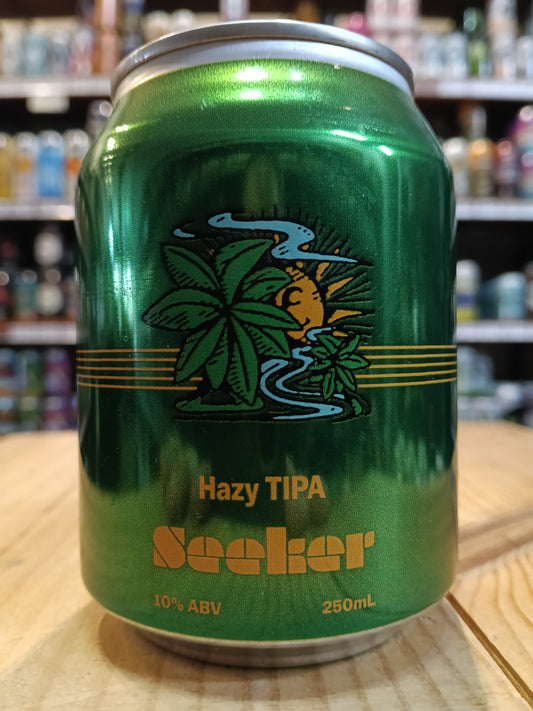 Hazy TIPA
Seeker
10% ABV 250mL